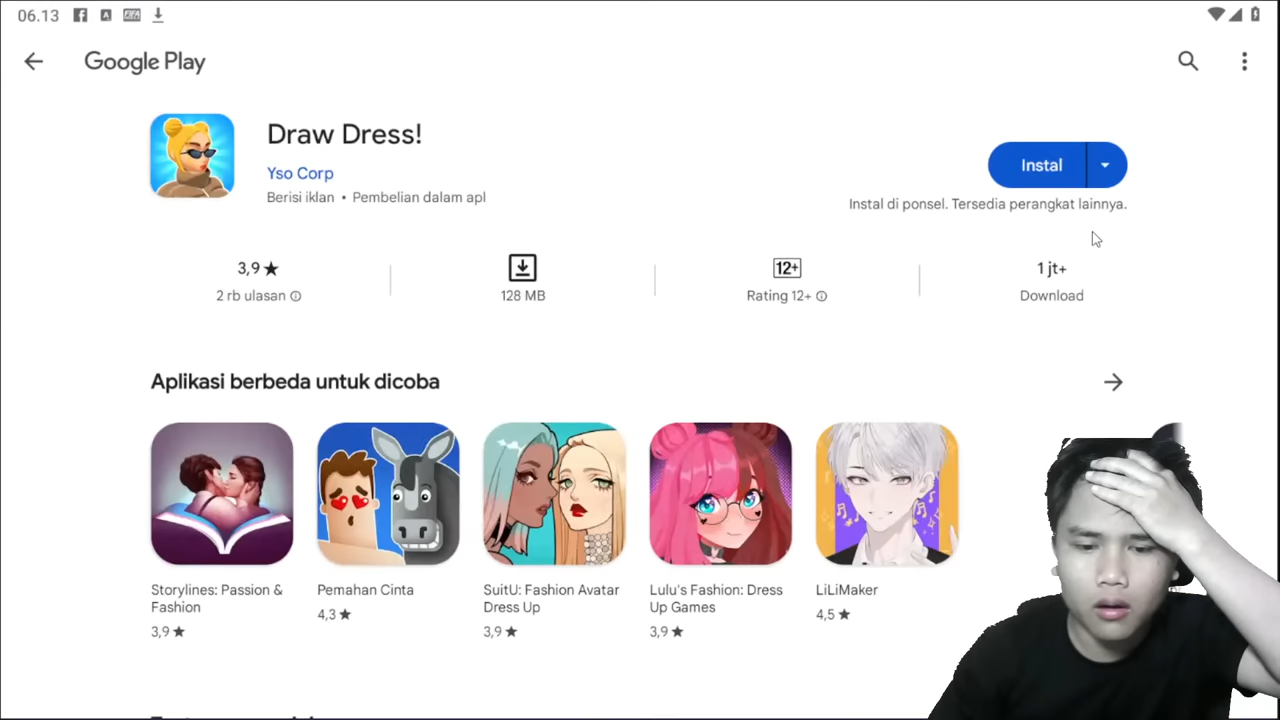 06.13
Google Play
Draw Dress!
Yso Corp
Berisi iklan • Pembelian dalam apl
Instal
Instal di ponsel. Tersedia perangkat lainnya.
3,9★
2 rb ulasan
128 MB
12+
Rating 12+
1 jt+
Download
Aplikasi berbeda untuk dicoba
Storylines: Passion &
Fashion
3,9★
Pemahan Cinta
4,3★
SuitU: Fashion Avatar
Dress Up
3,9★
Lulu's Fashion: Dress
Up Games
3,9★
LiLiMaker
4,5★